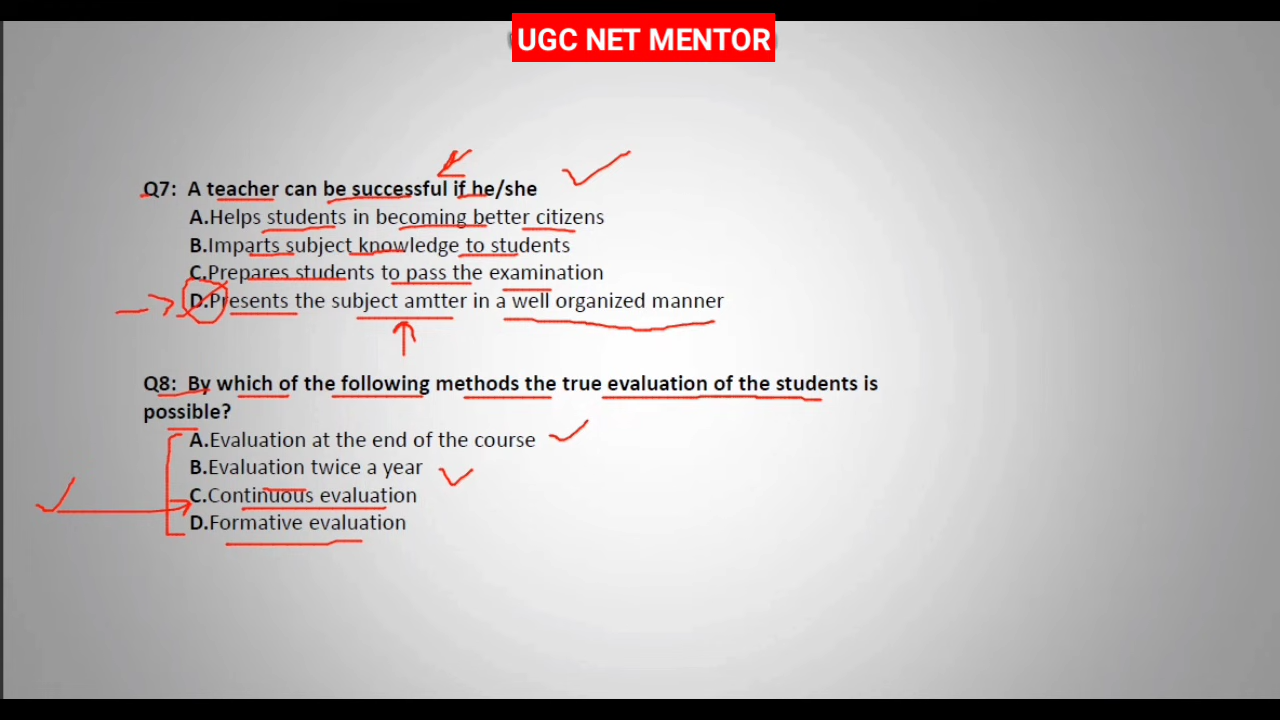 UGC NET MENTOR
Q7: A teacher can be successful if he/she
A.Helps students in becoming better citizens
B.Imparts subject knowledge to students
C.Prepares students to pass the examination
D.Presents the subject amtter in a well organized manner
Q8: By which of the following methods the true evaluation of the students is
possible?
A.Evaluation at the end of the course
B.Evaluation twice a year
C.Continuous evaluation
D.Formative evaluation